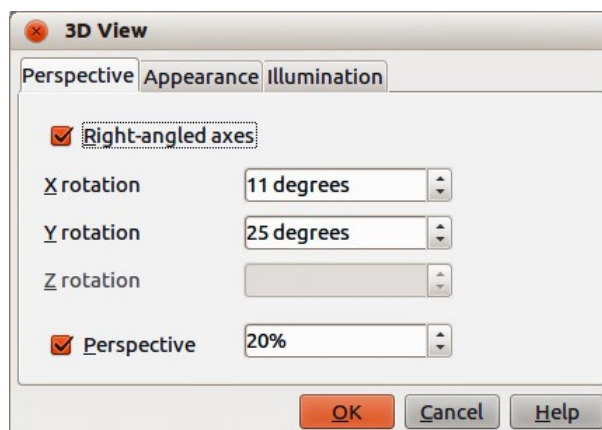 3D View
Perspective Appearance Illumination
Right-angled axes
X rotation 11 degrees
Y rotation 25 degrees
Z rotation
Perspective 20%
OK Cancel Help